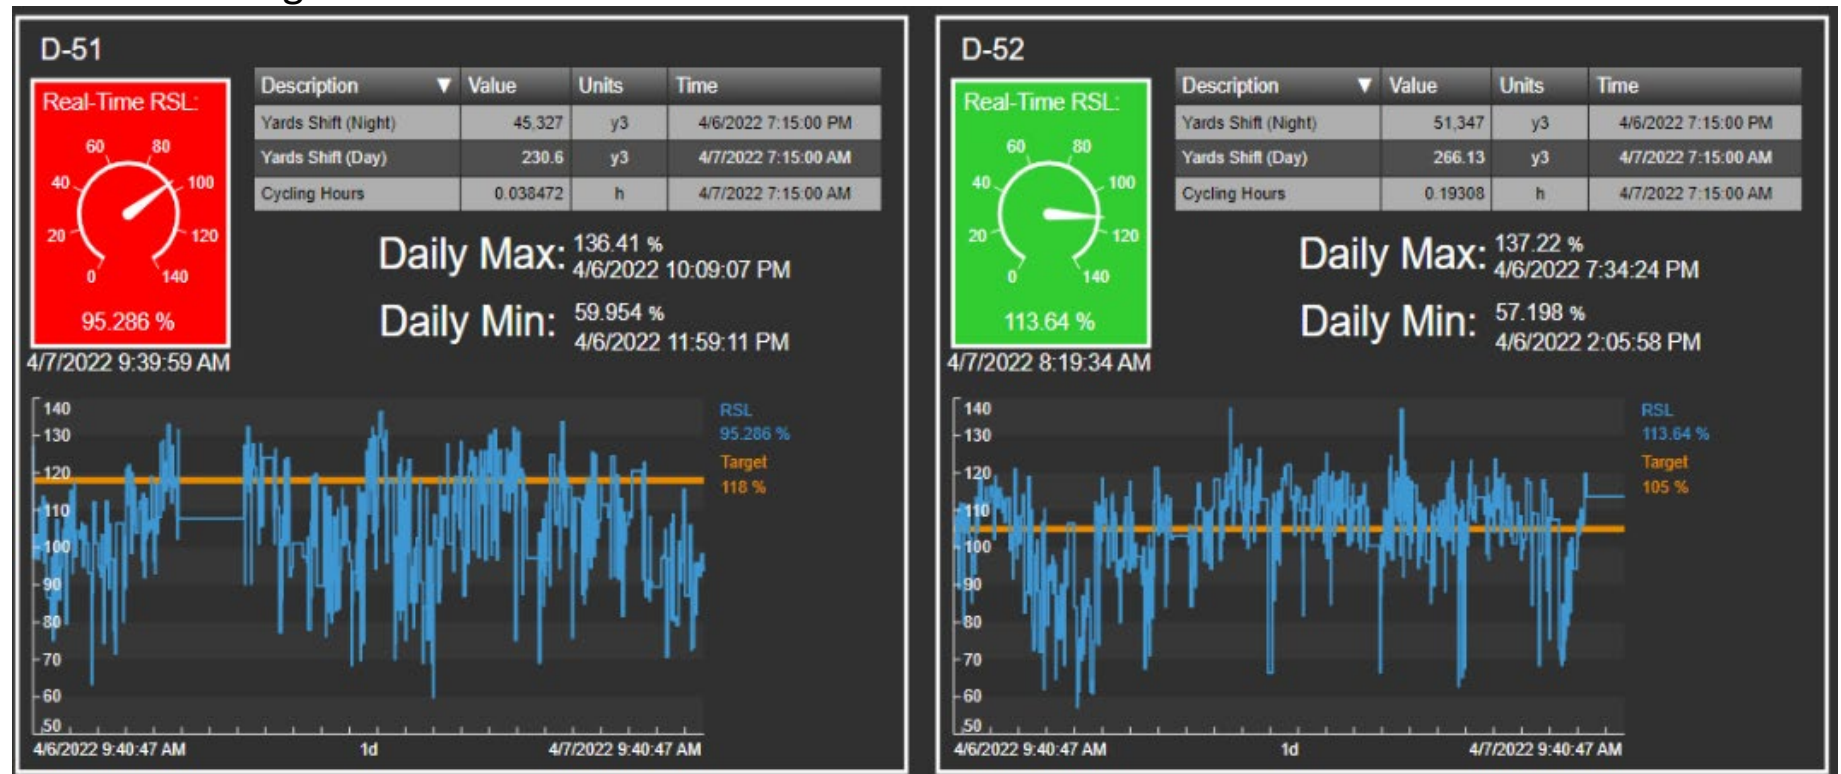 D-51
Real-Time RSL:
0 20 40 60 80 100 120 140
95.286 %
4/7/2022 9:39:59 AM
Description Value Units Time
Yards Shift (Night) 45,327 y3 4/6/2022 7:15:00 PM
Yards Shift (Day) 230.6 y3 4/7/2022 7:15:00 AM
Cycling Hours 0.038472 h 4/7/2022 7:15:00 AM
Daily Max: 136.41 %
4/6/2022 10:09:07 PM
Daily Min: 59.954 %
4/6/2022 11:59:11 PM
140
130
120
110
100
90
80
70
60
50
RSL
95.286 %
Target
118 %
4/6/2022 9:40:47 AM 1d 4/7/2022 9:40:47 AM
D-52
Real-Time RSL:
0 20 40 60 80 100 120 140
113.64 %
4/7/2022 8:19:34 AM
Description Value Units Time
Yards Shift (Night) 51,347 y3 4/6/2022 7:15:00 PM
Yards Shift (Day) 266.13 y3 4/7/2022 7:15:00 AM
Cycling Hours 0.19308 h 4/7/2022 7:15:00 AM
Daily Max: 137.22 %
4/6/2022 7:34:24 PM
Daily Min: 57.198 %
4/6/2022 2:05:58 PM
140
130
120
110
100
90
80
70
60
50
RSL
113.64 %
Target
105 %
4/6/2022 9:40:47 AM 1d 4/7/2022 9:40:47 AM